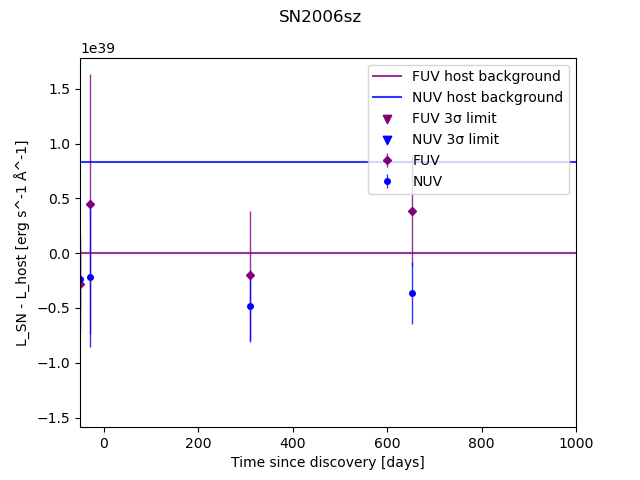 SN2006sz
1e39
FUV host background
NUV host background
FUV 3σ limit
NUV 3σ limit
FUV
NUV
1.5
1.0
0.5
0.0
−0.5
−1.0
−1.5
L_SN - L_host [erg s^-1 Å^-1]
0 200 400 600 800 1000
Time since discovery [days]